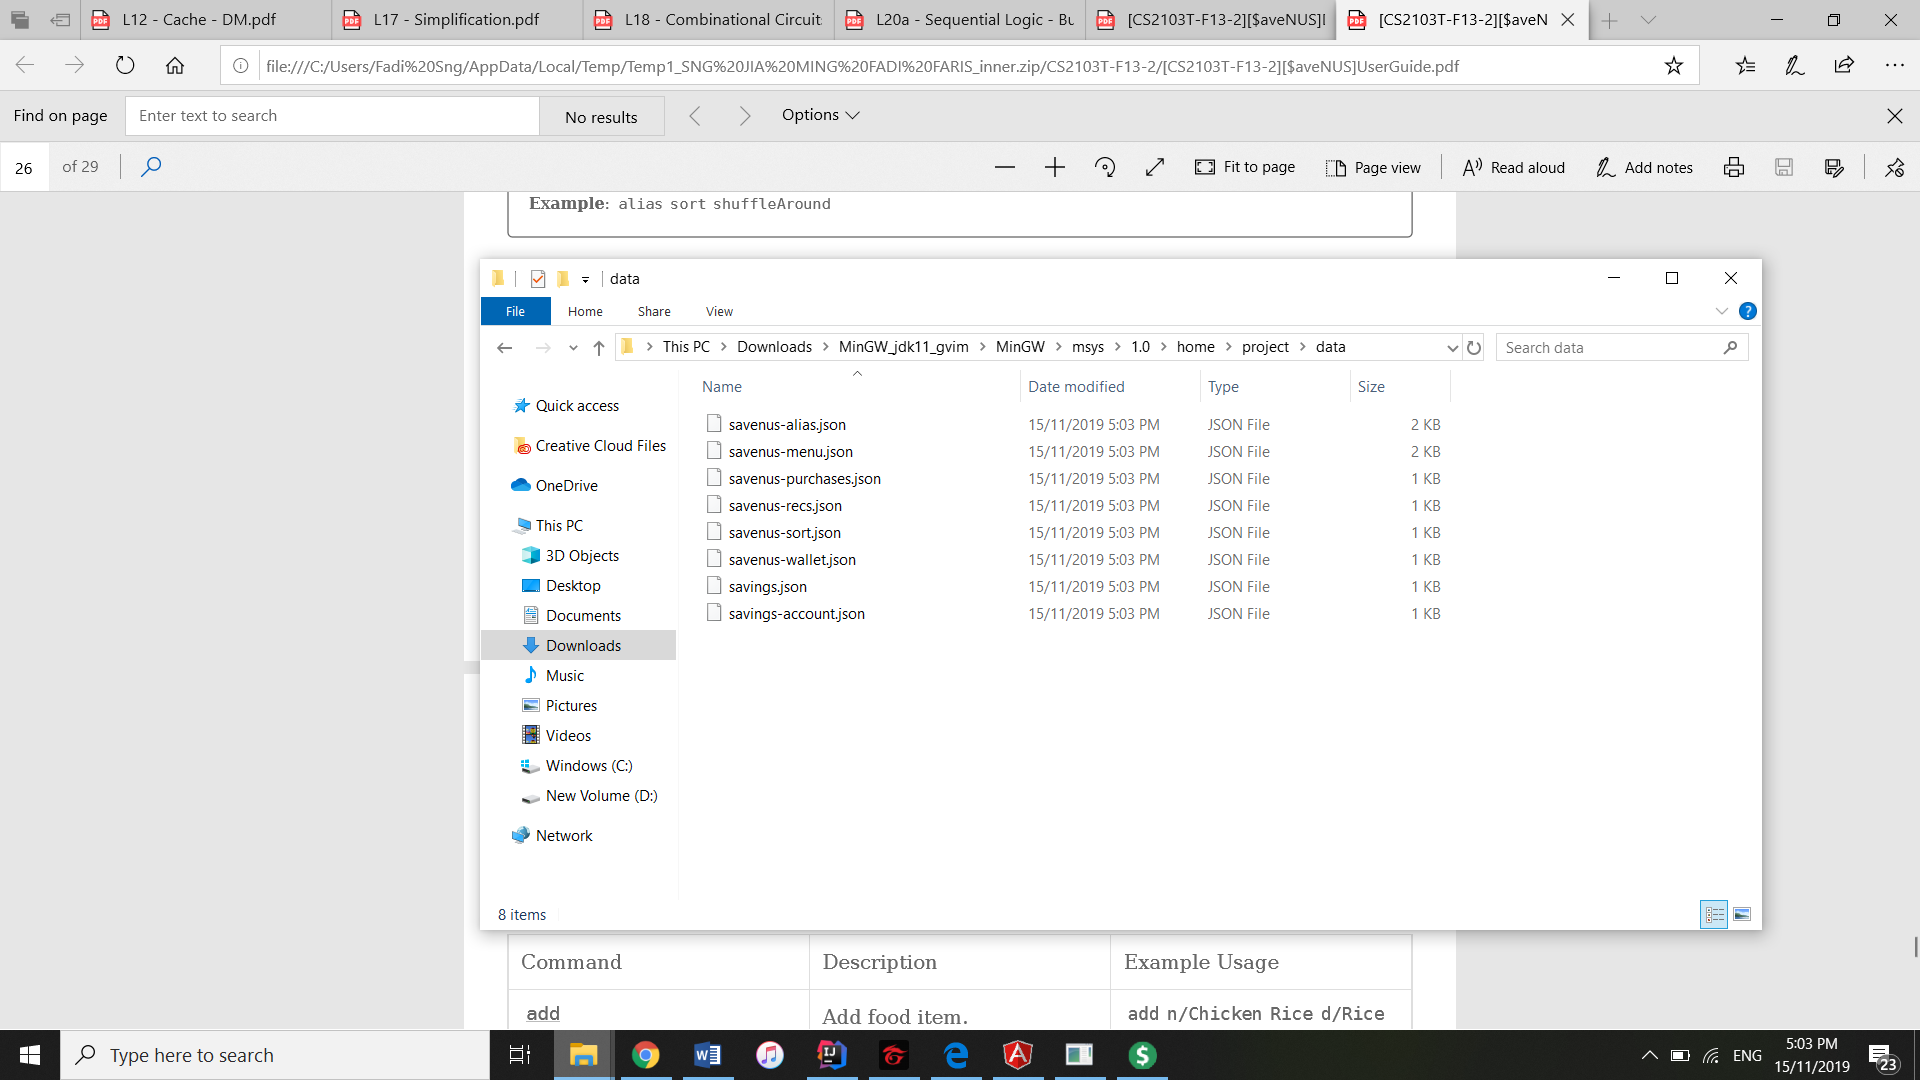 L12 - Cache - DM.pdf
L17 - Simplification.pdf
L18 - Combinational Circuit
L20a - Sequential Logic - Bu
[CS2103T-F13-2][$aveNUS]
[CS2103T-F13-2][$aveN
file:///C:/Users/Fadi%20Sng/AppData/Local/Temp/Temp1_SNG%20JIA%20MING%20FADI%20FARIS_inner.zip/CS2103T-F13-2/[CS2103T-F13-2][$aveNUS]UserGuide.pdf
Find on page
Enter text to search
No results
Options
26 of 29
Fit to page
Page view
Read aloud
Add notes
Example: alias sort shuffleAround
data
File Home Share View
This PC > Downloads > MinGW_jdk11_gvim > MinGW > msys > 1.0 > home > project > data
Search data
Quick access
Creative Cloud Files
OneDrive
This PC
3D Objects
Desktop
Documents
Downloads
Music
Pictures
Videos
Windows (C:)
New Volume (D:)
Network
Name Date modified Type Size
savenus-alias.json 15/11/2019 5:03 PM JSON File 2 KB
savenus-menu.json 15/11/2019 5:03 PM JSON File 2 KB
savenus-purchases.json 15/11/2019 5:03 PM JSON File 1 KB
savenus-recs.json 15/11/2019 5:03 PM JSON File 1 KB
savenus-sort.json 15/11/2019 5:03 PM JSON File 1 KB
savenus-wallet.json 15/11/2019 5:03 PM JSON File 1 KB
savings.json 15/11/2019 5:03 PM JSON File 1 KB
savings-account.json 15/11/2019 5:03 PM JSON File 1 KB
8 items
Command Description Example Usage
add Add food item. add n/Chicken Rice d/Rice
Type here to search
ENG
5:03 PM
15/11/2019
23